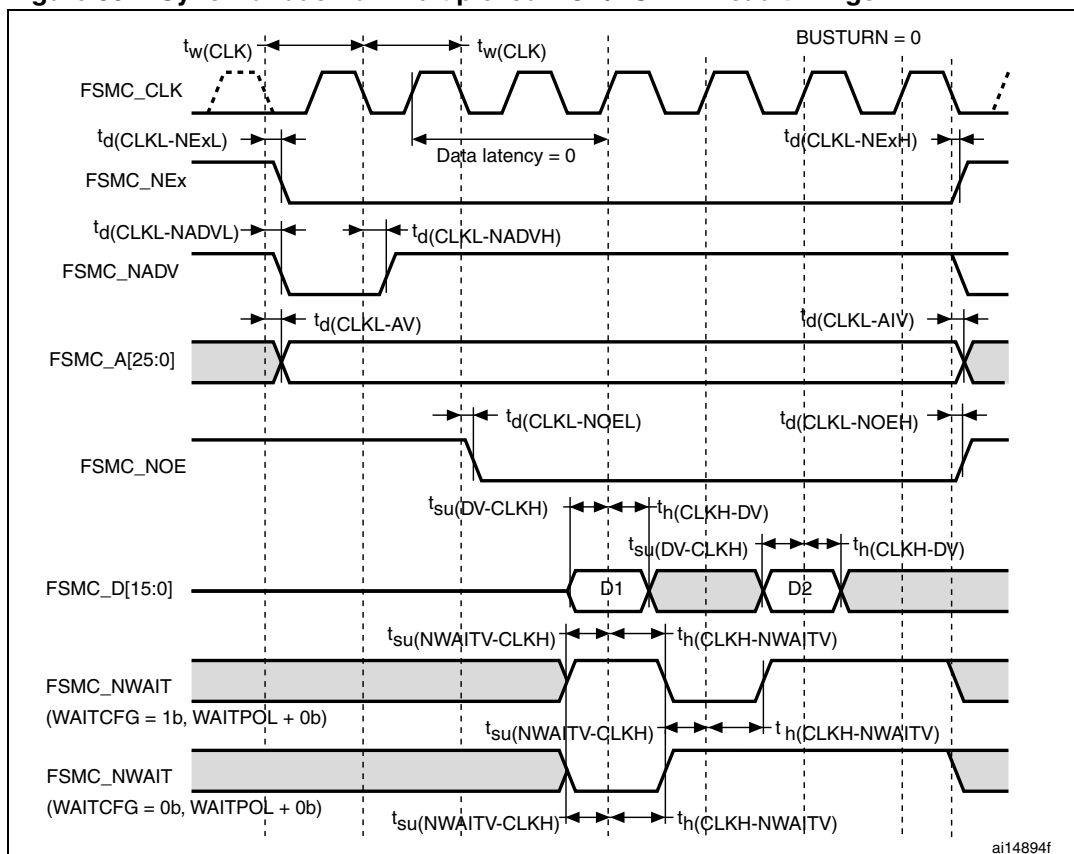 tw(CLK) tw(CLK) BUSTURN = 0
FSMC_CLK
td(CLKL-NExL) Data latency = 0 td(CLKL-NExH)
FSMC_NEx
td(CLKL-NADVL) td(CLKL-NADVH)
FSMC_NADV
td(CLKL-AV) td(CLKL-AIV)
FSMC_A[25:0]
td(CLKL-NOEL) td(CLKL-NOEH)
FSMC_NOE
tsu(DV-CLKH) th(CLKH-DV)
tsu(DV-CLKH) th(CLKH-DV)
FSMC_D[15:0] D1 D2
tsu(NWAITV-CLKH) th(CLKH-NWAITV)
FSMC_NWAIT
(WAITCFG = 1b, WAITPOL + 0b)
tsu(NWAITV-CLKH) th(CLKH-NWAITV)
FSMC_NWAIT
(WAITCFG = 0b, WAITPOL + 0b)
tsu(NWAITV-CLKH) th(CLKH-NWAITV)
ai14894f